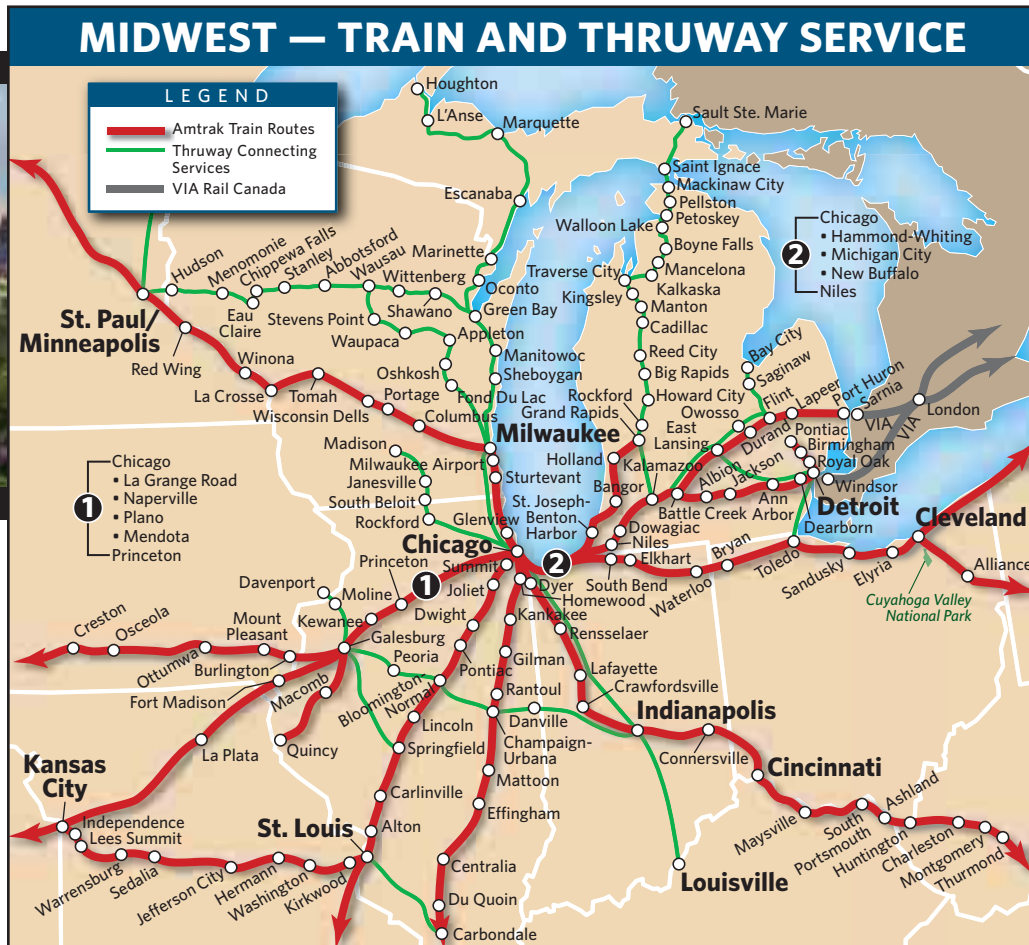 MIDWEST — TRAIN AND THRUWAY SERVICE
LEGEND
Amtrak Train Routes
Thruway Connecting
Services
VIA Rail Canada
Houghton
L'Anse
Marquette
Sault Ste. Marie
Saint Ignace
Mackinaw City
Pellston
Petoskey
Walloon Lake
Boyne Falls
Mancelona
Traverse City
Kalkaska
Kingsley
Manton
Cadillac
Reed City
Big Rapids
Howard City
Rockford
Grand Rapids
Escanaba
Marinette
Oconto
Green Bay
Hudson
Menomonie
Chippewa Falls
Stanley
Abbotsford
Wausau
Wittenberg
Shawano
Eau
Claire
Stevens Point
Waupaca
Appleton
Oshkosh
Fond Du Lac
Manitowoc
Sheboygan
St. Paul/
Minneapolis
Red Wing
Winona
La Crosse
Tomah
Wisconsin Dells
Portage
Columbus
Milwaukee
Madison
Milwaukee Airport
Janesville
South Beloit
Rockford
Sturtevant
Glenview
Chicago
Summit
2
Chicago
• Hammond-Whiting
• Michigan City
• New Buffalo
Niles
Bay City
Saginaw
Flint
Lapeer
Port Huron
Sarnia
VIA
VIA
London
Owosso
East
Lansing
Durand
Pontiac
Birmingham
Royal Oak
Windsor
Detroit
Dearborn
Holland
Kalamazoo
Bangor
Albion
Jackson
Battle Creek
Ann
Arbor
St. Joseph-
Benton
Harbor
Dowagiac
Niles
2
Elkhart
South Bend
Waterloo
Bryan
Toledo
Sandusky
Elyria
Cleveland
Alliance
Cuyahoga Valley
National Park
1
Chicago
• La Grange Road
• Naperville
• Plano
• Mendota
Princeton
Princeton
1
Davenport
Moline
Kewanee
Galesburg
Joliet
Dwight
Pontiac
Dyer
Homewood
Kankakee
Rensselaer
Gilman
Rantoul
Lafayette
Crawfordsville
Creston
Osceola
Ottumwa
Mount
Pleasant
Burlington
Fort Madison
Macomb
Peoria
Bloomington-
Normal
Lincoln
Springfield
Danville
Champaign-
Urbana
Indianapolis
Connersville
Cincinnati
La Plata
Quincy
Carlinville
Mattoon
Effingham
Kansas
City
Independence
Lees Summit
Warrensburg
Sedalia
Jefferson City
Hermann
Washington
Kirkwood
St. Louis
Alton
Centralia
Du Quoin
Carbondale
Louisville
Maysville
South
Portsmouth
Ashland
Huntington
Charleston
Montgomery
Thurmond